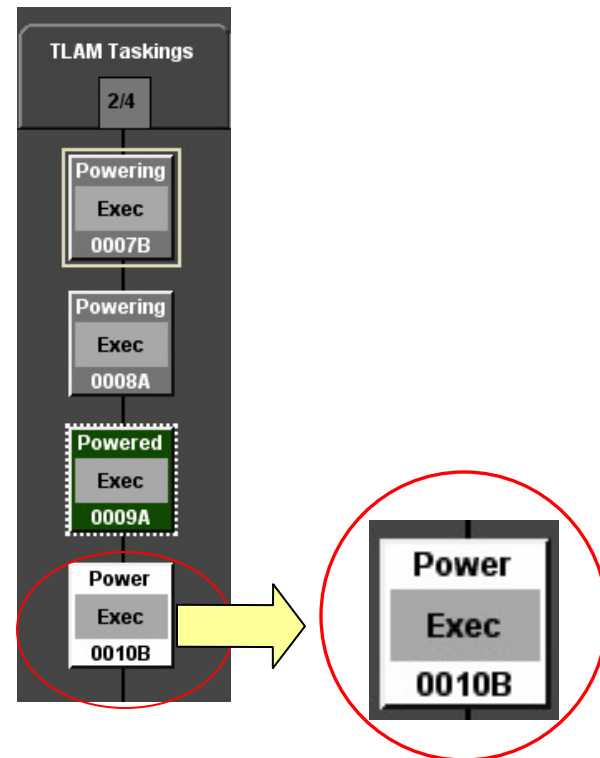 TLAM Taskings
2/4
Powering
Exec
0007B
Powering
Exec
0008A
Powered
Exec
0009A
Power
Exec
0010B
Power
Exec
0010B